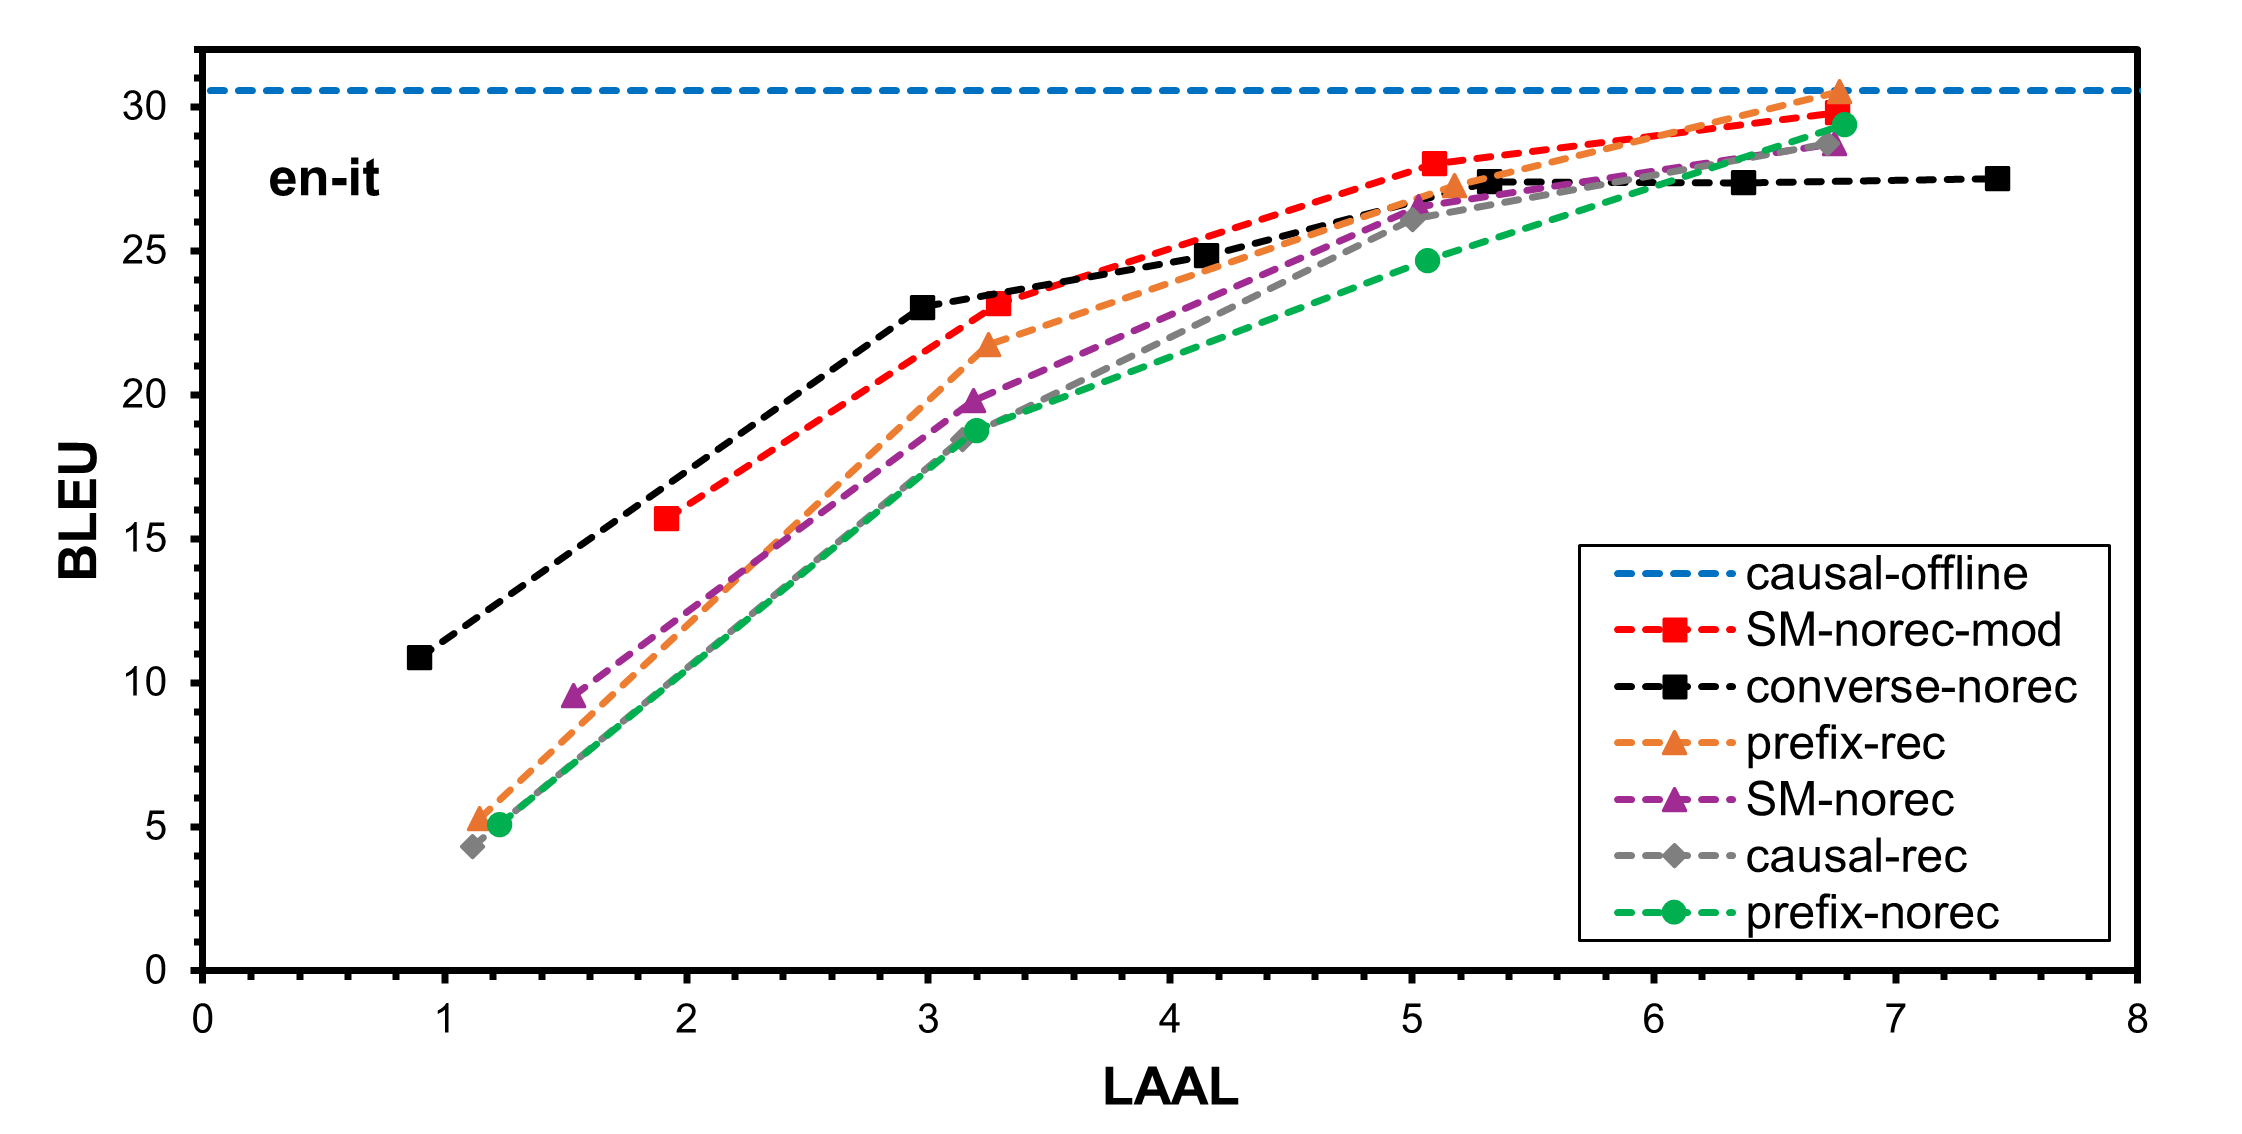 30
25
20
15
10
5
0
BLEU
en-it
causal-offline
SM-norec-mod
converse-norec
prefix-rec
SM-norec
causal-rec
prefix-norec
0 1 2 3 4 5 6 7 8
LAAL